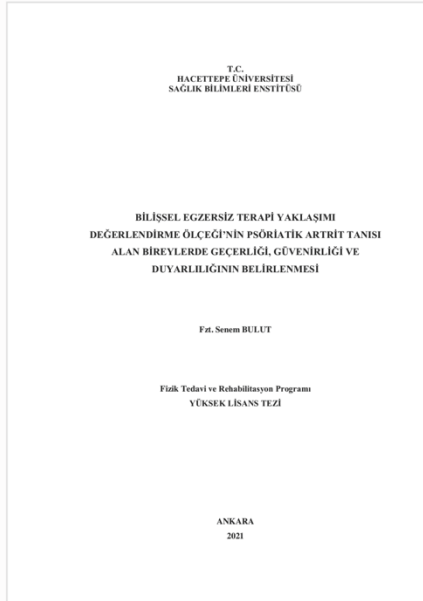 T.C.
HACETTEPE ÜNİVERSİTESİ
SAĞLIK BİLİMLERİ ENSTİTÜSÜ
BİLİŞSEL EGZERSİZ TERAPİ YAKLAŞIMI
DEĞERLENDİRME ÖLÇEĞİ'NİN PSÖRİATİK ARTRİT TANISI
ALAN BİREYLERDE GEÇERLİĞİ, GÜVENİRLİĞİ VE
DUYARLILIĞININ BELİRLENMESİ
Fzt. Senem BULUT
Fizik Tedavi ve Rehabilitasyon Programı
YÜKSEK LİSANS TEZİ
ANKARA
2021